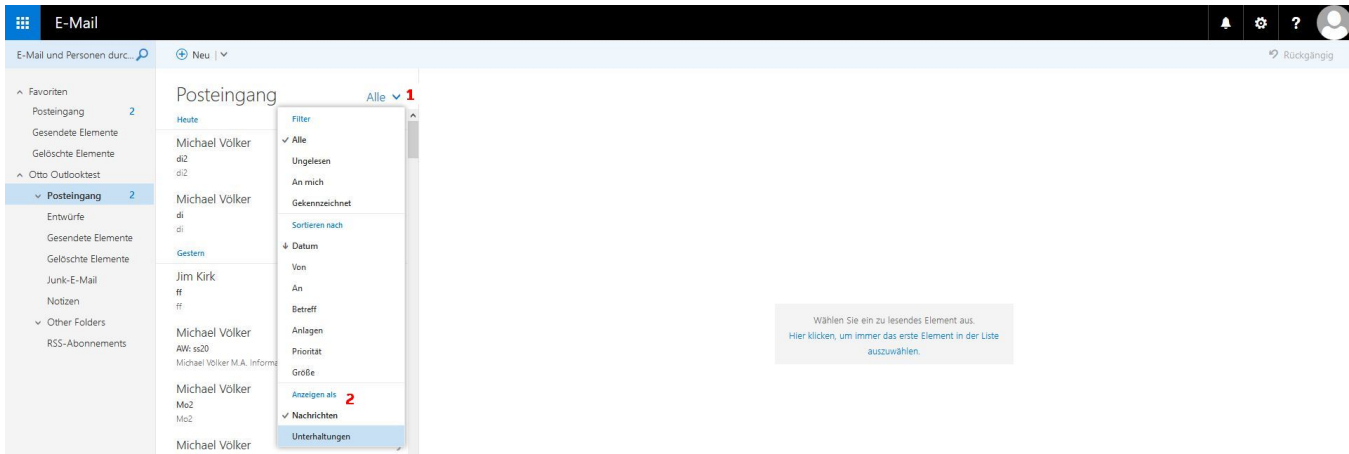 E-Mail
?
E-Mail und Personen durc...
Neu
Rückgängig
Favoriten
Posteingang 2
Gesendete Elemente
Gelöschte Elemente
Otto Outlooktest
Posteingang 2
Entwürfe
Gesendete Elemente
Gelöschte Elemente
Junk-E-Mail
Notizen
Other Folders
RSS-Abonnements
Posteingang
Alle 1
Heute
Michael Völker
di2
di2
Michael Völker
di
di
Gestern
Jim Kirk
ff
ff
Michael Völker
AW: ss20
Michael Völker M.A. Informa
Michael Völker
Mo2
Mo2
Michael Völker
Filter
Alle
Ungelesen
An mich
Gekennzeichnet
Sortieren nach
Datum
Von
An
Betreff
Anlagen
Priorität
Größe
Anzeigen als 2
Nachrichten
Unterhaltungen
Wählen Sie ein zu lesendes Element aus.
Hier klicken, um immer das erste Element in der Liste
auszuwählen.